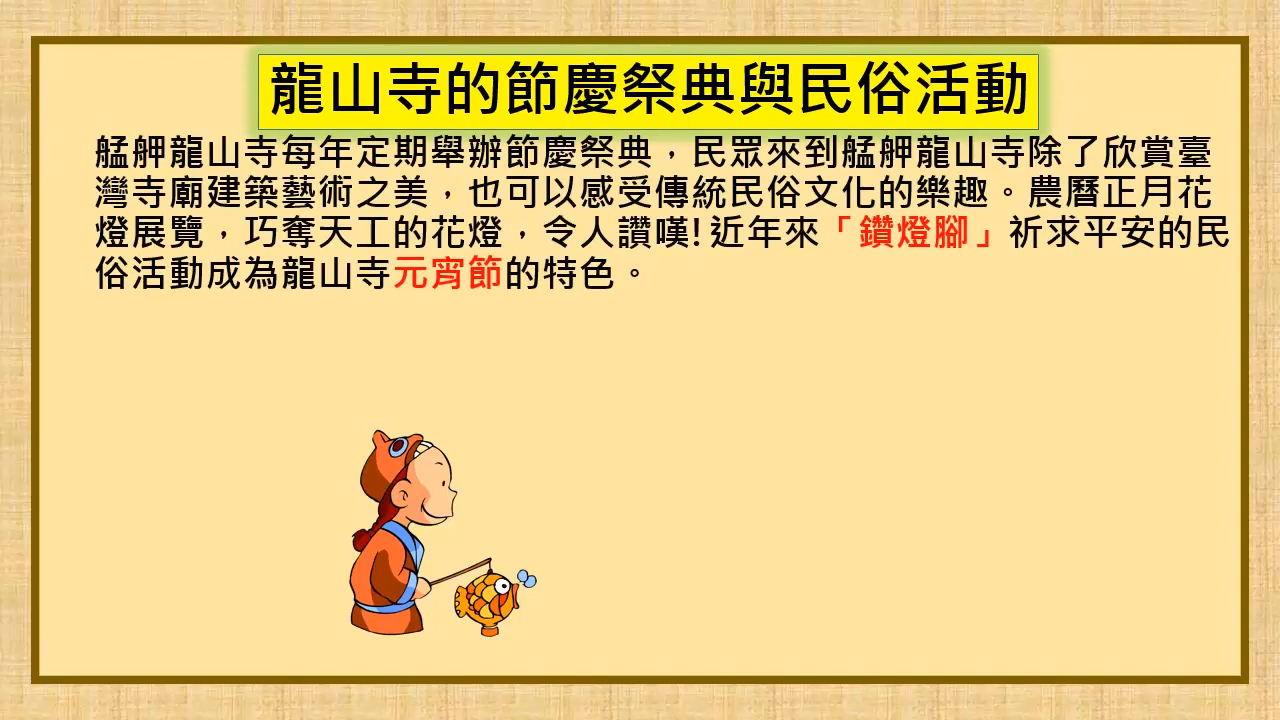 龍山寺的節慶祭典與民俗活動
艋舺龍山寺每年定期舉辦節慶祭典，民眾來到艋舺龍山寺除了欣賞臺
灣寺廟建築藝術之美，也可以感受傳統民俗文化的樂趣。農曆正月花
燈展覽，巧奪天工的花燈，令人讚嘆!近年來「鑽燈腳」祈求平安的民
俗活動成為龍山寺元宵節的特色。